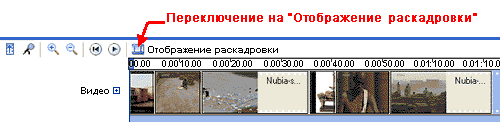 Переключение на "Отображение раскадровки"
Отображение раскадровки
00.00 0.00'10.00 0.00'20.00 0.00'30.00 0.00'40.00 0.00'50.00 0.01'00.00 0.01'10.00
Видео
Nubia-s... Nubia-...